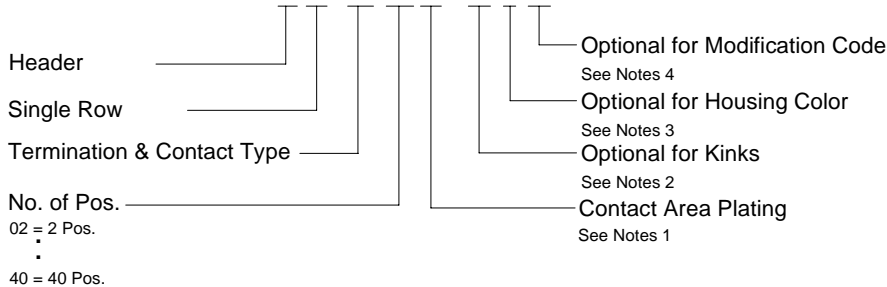 Header
Single Row
Termination & Contact Type
No. of Pos.
02 = 2 Pos.
.
.
40 = 40 Pos.
Optional for Modification Code
See Notes 4
Optional for Housing Color
See Notes 3
Optional for Kinks
See Notes 2
Contact Area Plating
See Notes 1